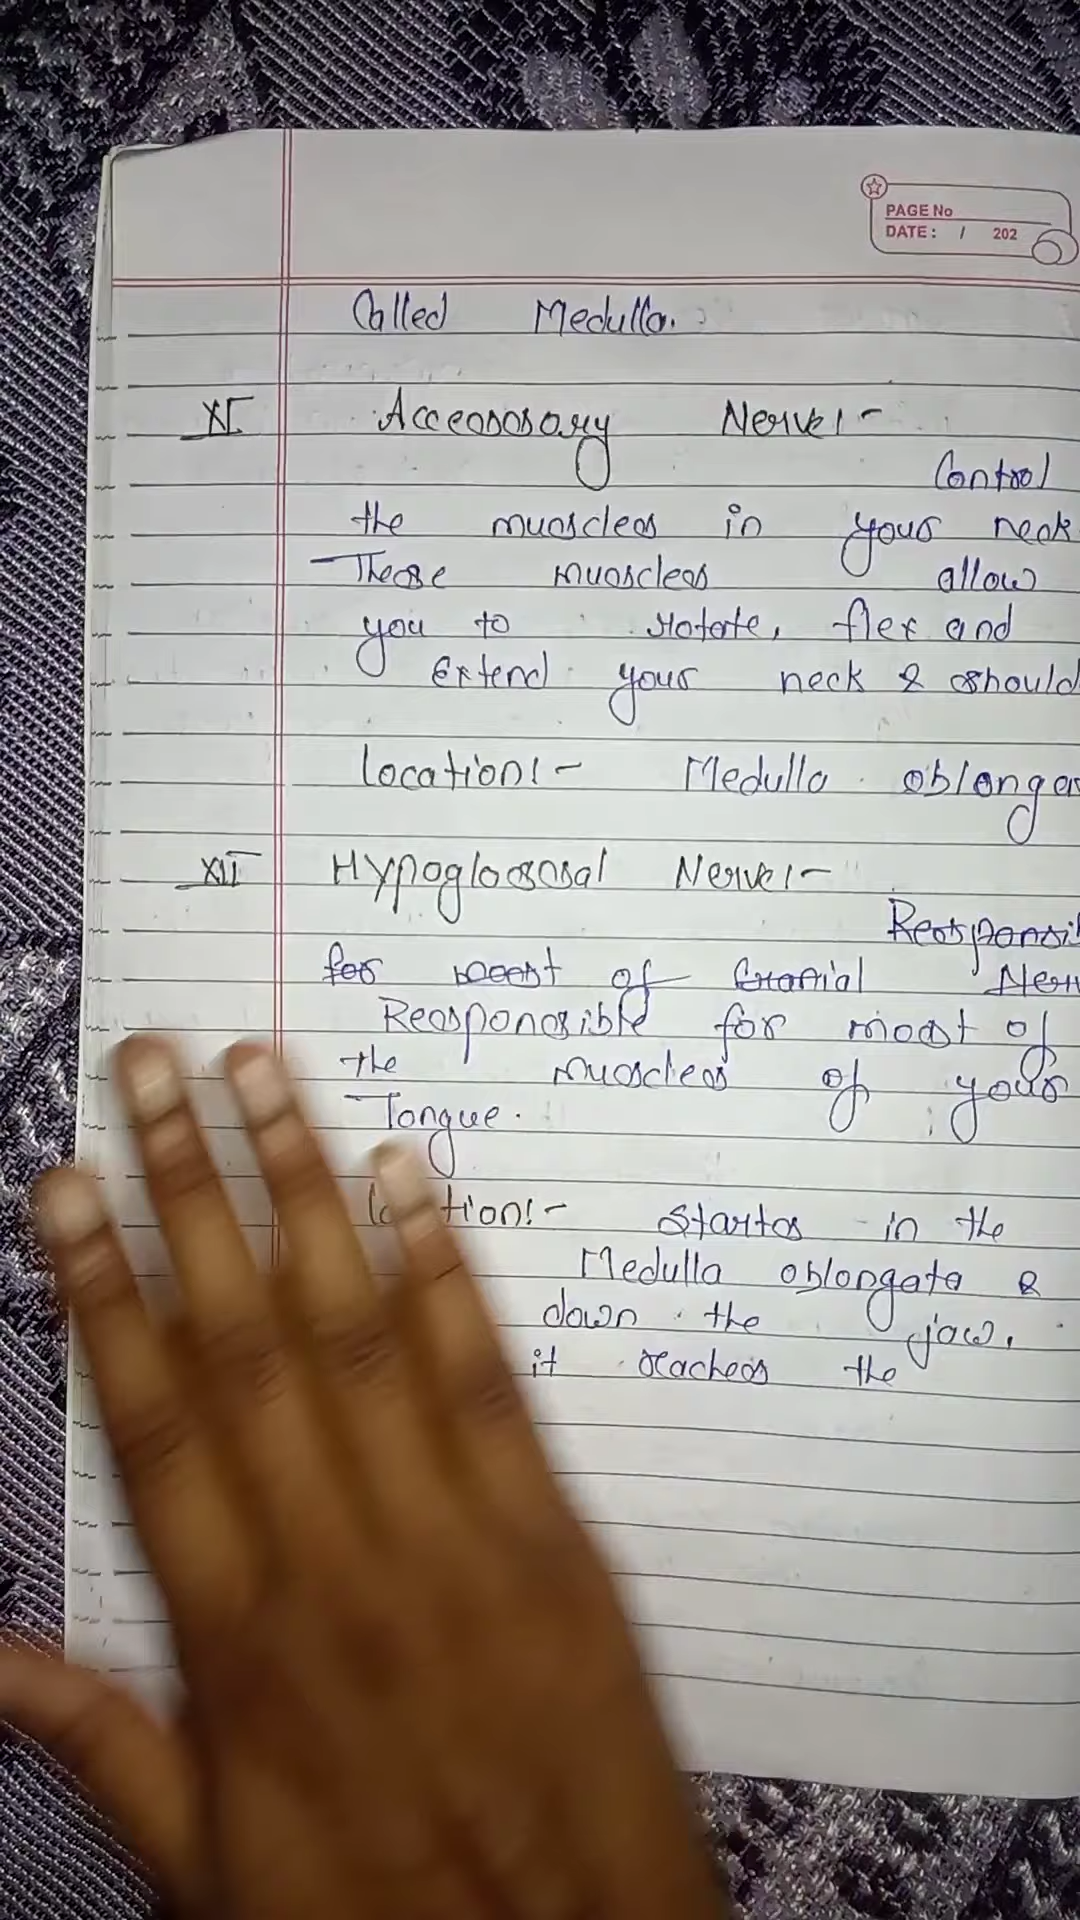 PAGE No
DATE: / 202
Called Medulla.
XI Accessory Nerve:-
Control
the muscles in your neck
These muscles allow
you to rotate, flex and
Extend your neck & should
location:- Medulla oblonga
XII Hypoglossal Nerve:-
Responsi
for most of Cranial Ner
Responsible for most of
the muscles of your
Tongue.
tion:- Starts in the
Medulla oblongata &
down the jaw.
it reaches the